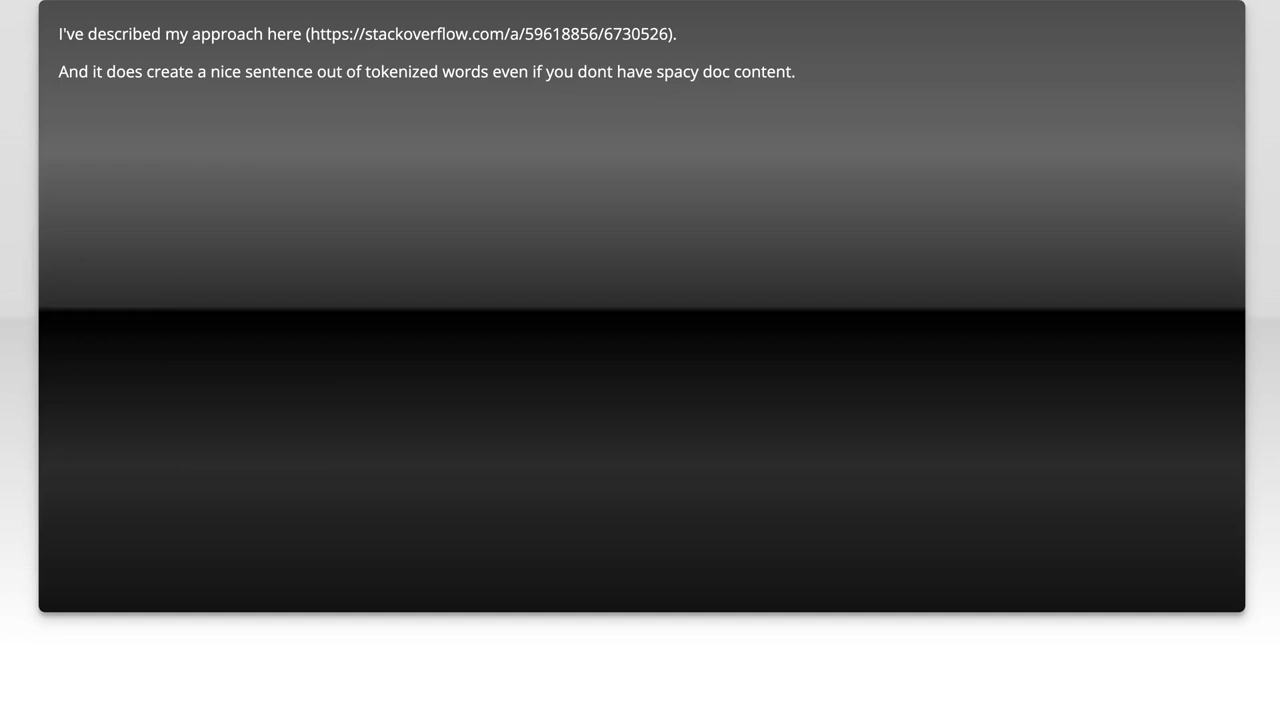 I've described my approach here (https://stackoverflow.com/a/59618856/6730526).
And it does create a nice sentence out of tokenized words even if you dont have spacy doc content.